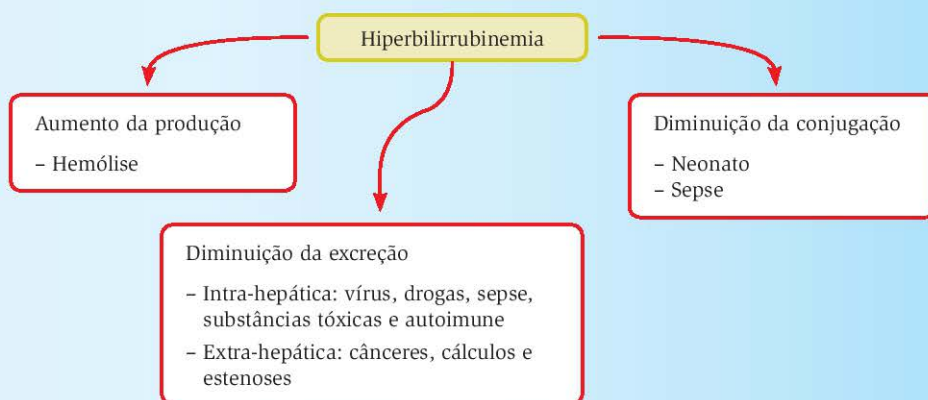 Hiperbilirrubinemia
Aumento da produção
– Hemólise
Diminuição da conjugação
– Neonato
– Sepse
Diminuição da excreção
– Intra-hepática: vírus, drogas, sepse,
substâncias tóxicas e autoimune
– Extra-hepática: cânceres, cálculos e
estenoses